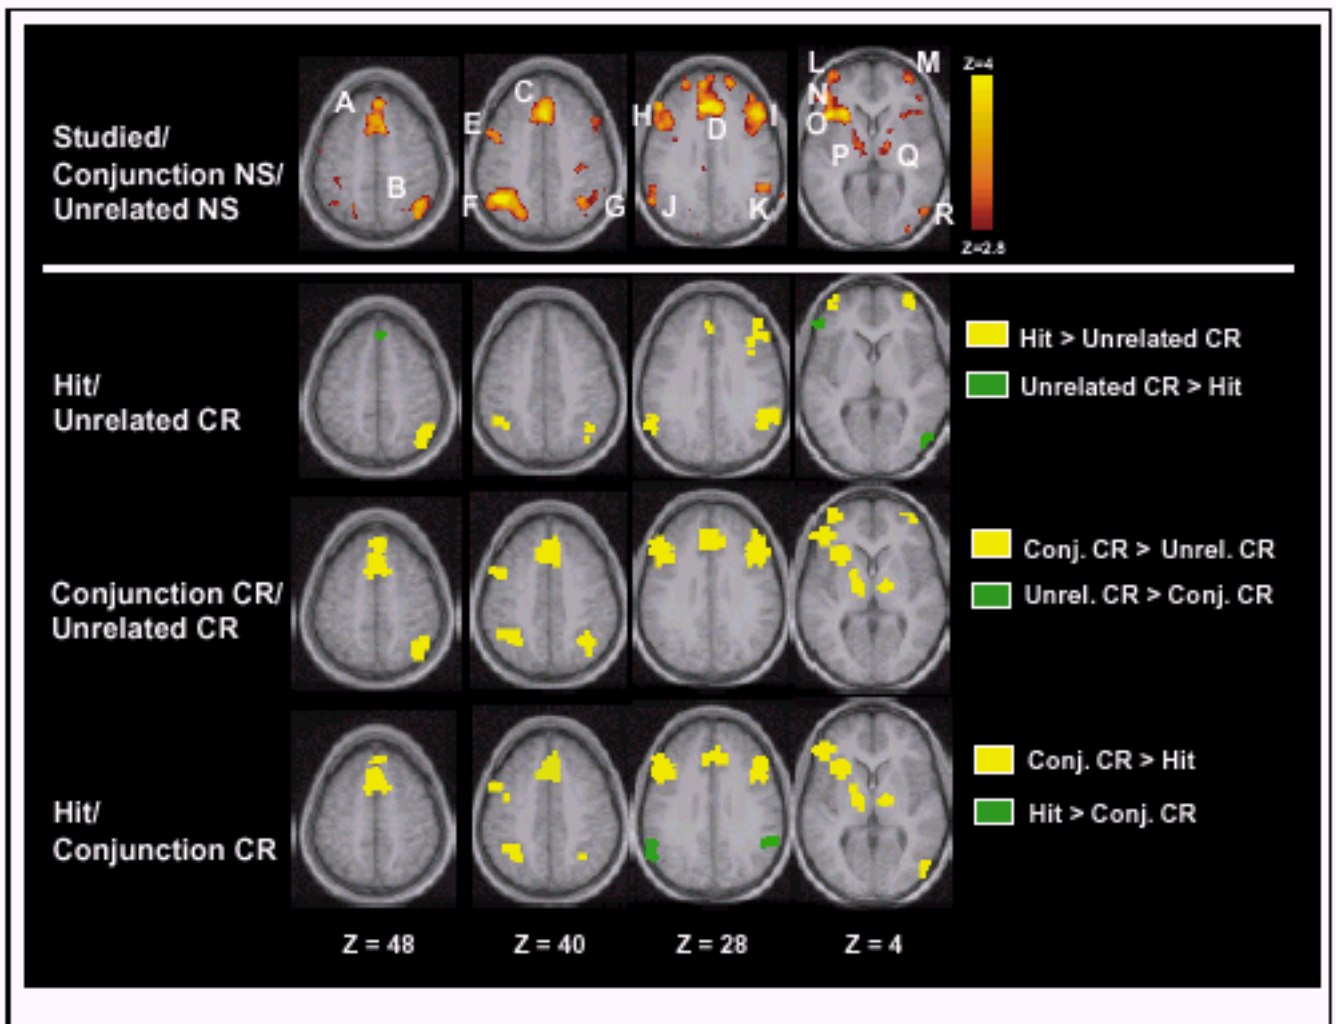 Z=4
A
C
E
H
D
I
L
M
N
O
P
Q
B
F
G
J
K
R
Z=2.8
Studied/
Conjunction NS/
Unrelated NS
Hit/
Unrelated CR
Hit > Unrelated CR
Unrelated CR > Hit
Conjunction CR/
Unrelated CR
Conj. CR > Unrel. CR
Unrel. CR > Conj. CR
Hit/
Conjunction CR
Conj. CR > Hit
Hit > Conj. CR
Z = 48
Z = 40
Z = 28
Z = 4